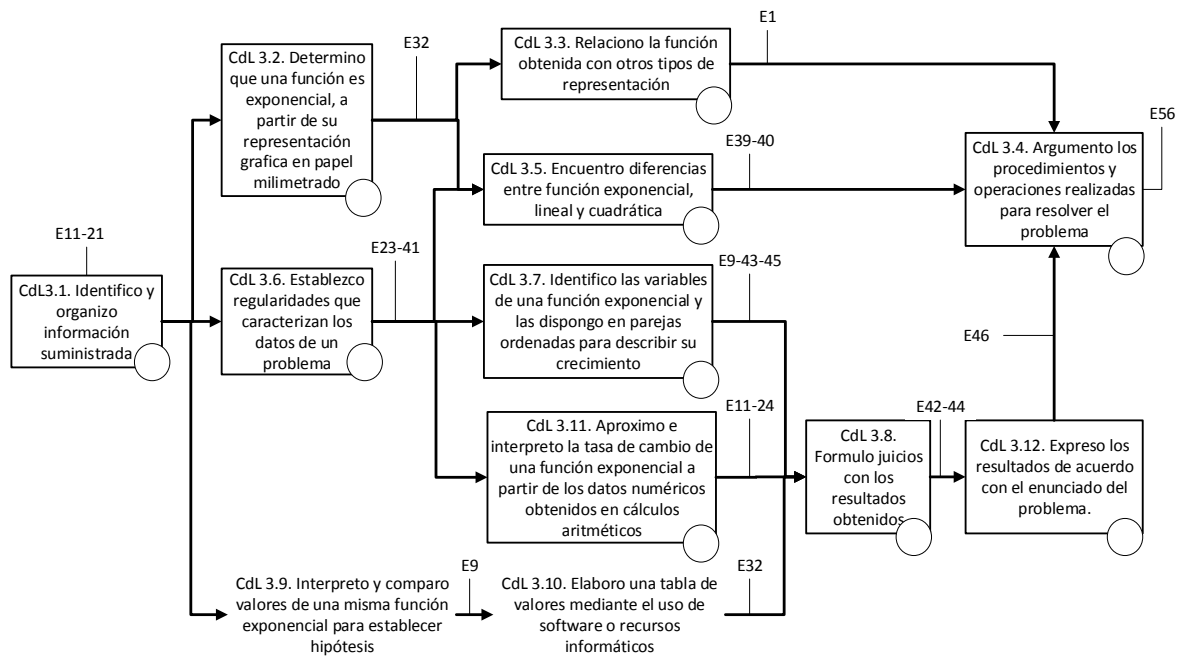 E1
E32
CdL 3.3. Relaciono la función
obtenida con otros tipos de
representación
CdL 3.2. Determino
que una función es
exponencial, a
partir de su
representación
grafica en papel
milimetrado
E56
E39-40
CdL 3.4. Argumento los
procedimientos y
operaciones realizadas
para resolver el
problema
CdL 3.5. Encuentro diferencias
entre función exponencial,
lineal y cuadrática
E11-21
E23-41
E9-43-45
CdL3.1. Identifico y
organizo
información
suministrada
CdL 3.6. Establezco
regularidades que
caracterizan los
datos de un
problema
CdL 3.7. Identifico las variables
de una función exponencial y
las dispongo en parejas
ordenadas para describir su
crecimiento
E46
E11-24
E42-44
CdL 3.11. Aproximo e
interpreto la tasa de cambio de
una función exponencial a
partir de los datos numéricos
obtenidos en cálculos
aritméticos
CdL 3.8.
Formulo juicios
con los
resultados
obtenidos
CdL 3.12. Expreso los
resultados de acuerdo
con el enunciado del
problema.
E9
E32
CdL 3.9. Interpreto y comparo
valores de una misma función
exponencial para establecer
hipótesis
CdL 3.10. Elaboro una tabla de
valores mediante el uso de
software o recursos
informáticos